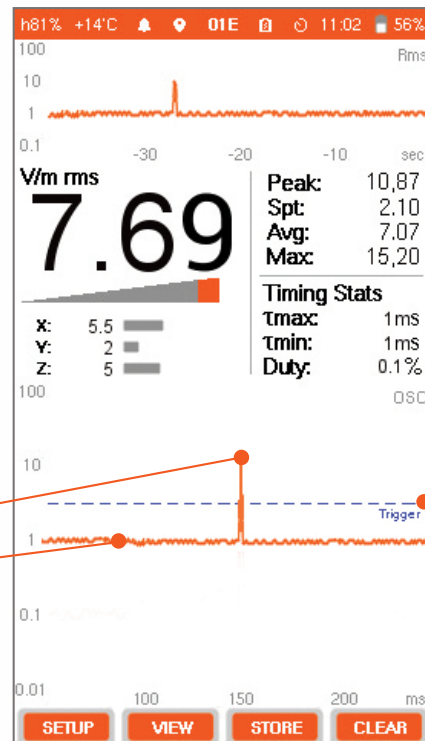 h81% +14'C 01E 11:02 56%
100 Rms
10
1
0.1
-30 -20 -10 sec
V/m rms
7.69
Peak: 10,87
Spt: 2.10
Avg: 7.07
Max: 15,20
Timing Stats
τmax: 1ms
τmin: 1ms
Duty: 0.1%
X: 5.5
Y: 2
Z: 5
100 OSC
10
Trigger
1
0.1
0.01
100 150 200 ms
SETUP VIEW STORE CLEAR